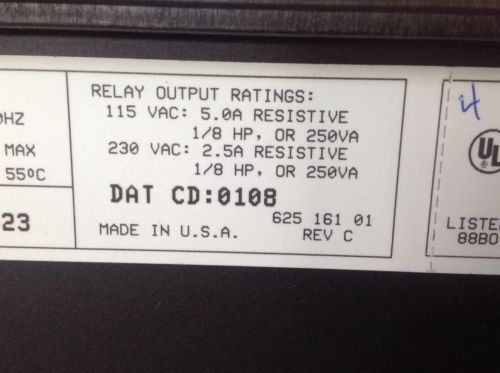 RELAY OUTPUT RATINGS:
115 VAC: 5.0A RESISTIVE
1/8 HP, OR 250VA
230 VAC: 2.5A RESISTIVE
1/8 HP, OR 250VA
DAT CD:0108
625 161 01
MADE IN U.S.A. REV C
HZ
MAX
55ºC
23
4
UL
LISTE
88B0